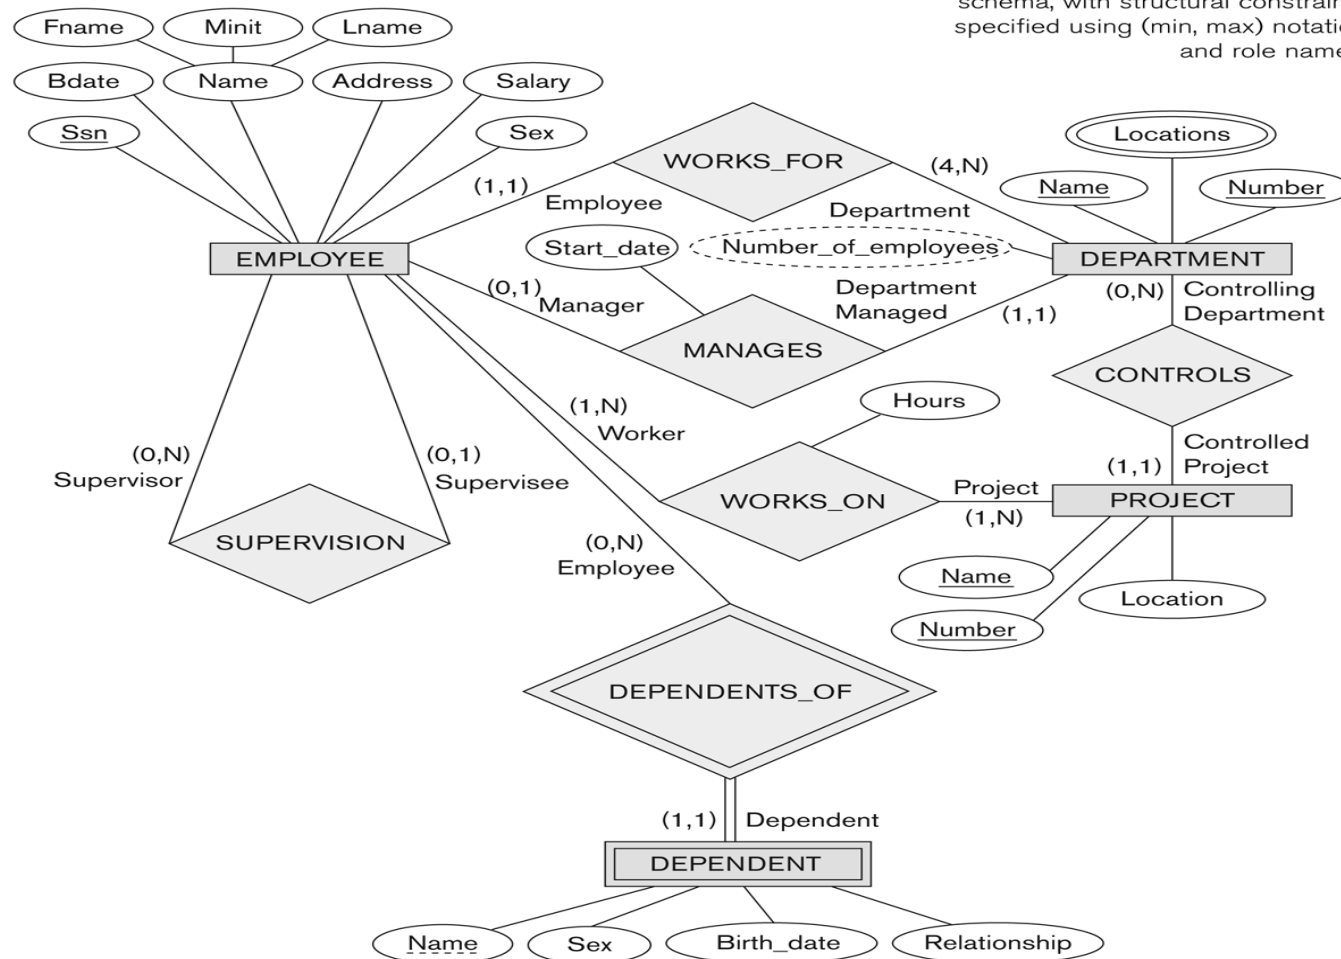 schema, with structural
specified using (min, max)
and role
Fname
Minit
Lname
Bdate
Name
Address
Salary
Ssn
Sex
WORKS_FOR
Locations
(4,N)
(1,1)
Name
Number
Employee
Department
Start_date
Number_of_employees
EMPLOYEE
DEPARTMENT
(0,1)
Manager
Department
Managed
(0,N)
Controlling
Department
(1,1)
MANAGES
CONTROLS
Hours
(1,N)
Worker
(0,N)
Supervisor
(0,1)
Supervisee
Controlled
Project
(1,1)
Project
WORKS_ON
PROJECT
(1,N)
SUPERVISION
(0,N)
Employee
Name
Location
Number
DEPENDENTS_OF
(1,1)
Dependent
DEPENDENT
Name
Sex
Birth_date
Relationship